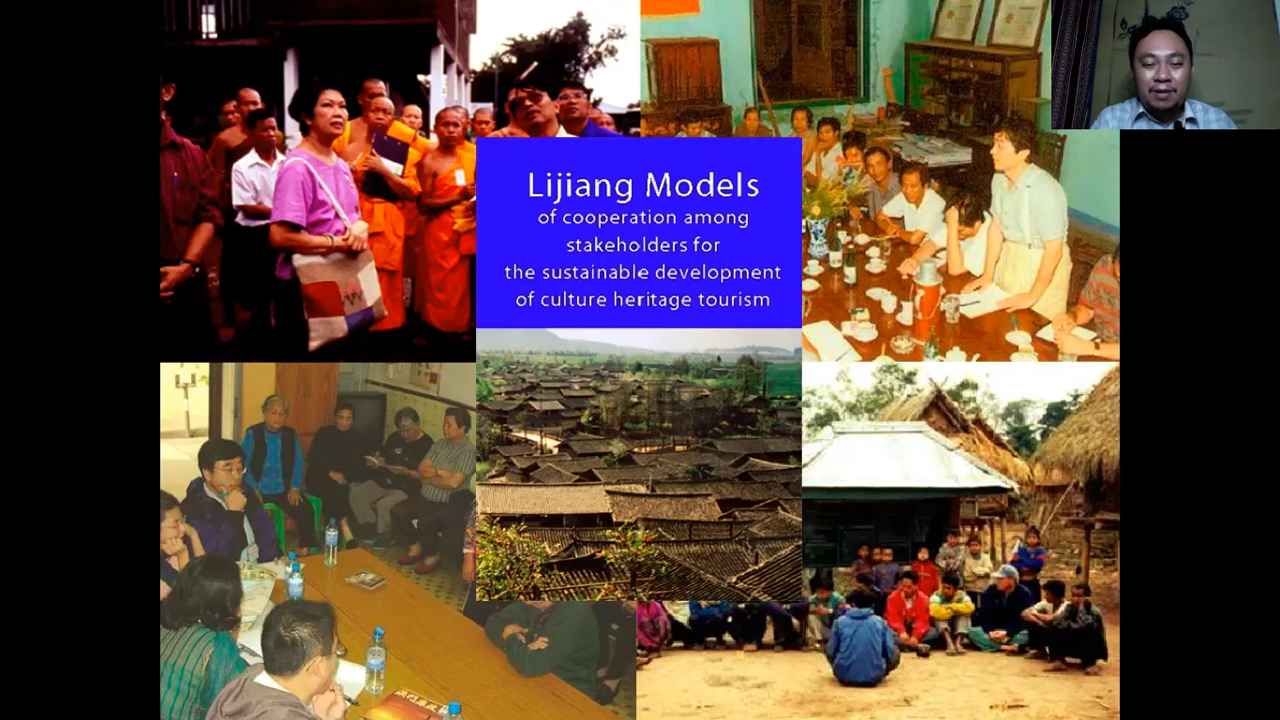 Lijiang Models
of cooperation among
stakeholders for
the sustainable development
of culture heritage tourism